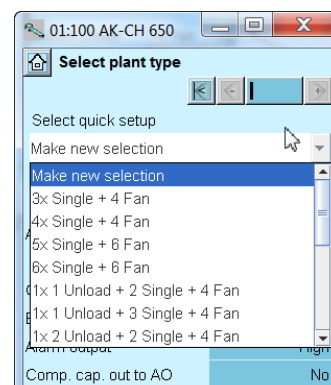 01:100 AK-CH 650
Select plant type
Select quick setup
Make new selection
Make new selection
3x Single + 4 Fan
4x Single + 4 Fan
5x Single + 6 Fan
6x Single + 6 Fan
1x 1 Unload + 2 Single + 4 Fan
1x 1 Unload + 3 Single + 4 Fan
1x 2 Unload + 2 Single + 4 Fan
Alarm output High
Comp. cap. out to AO No